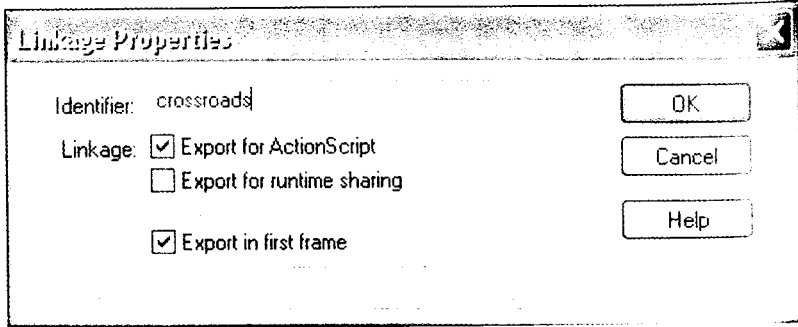 Linkage Properties
Identifier: crossroads
OK
Linkage: Export for ActionScript
Cancel
Export for runtime sharing
Help
Export in first frame